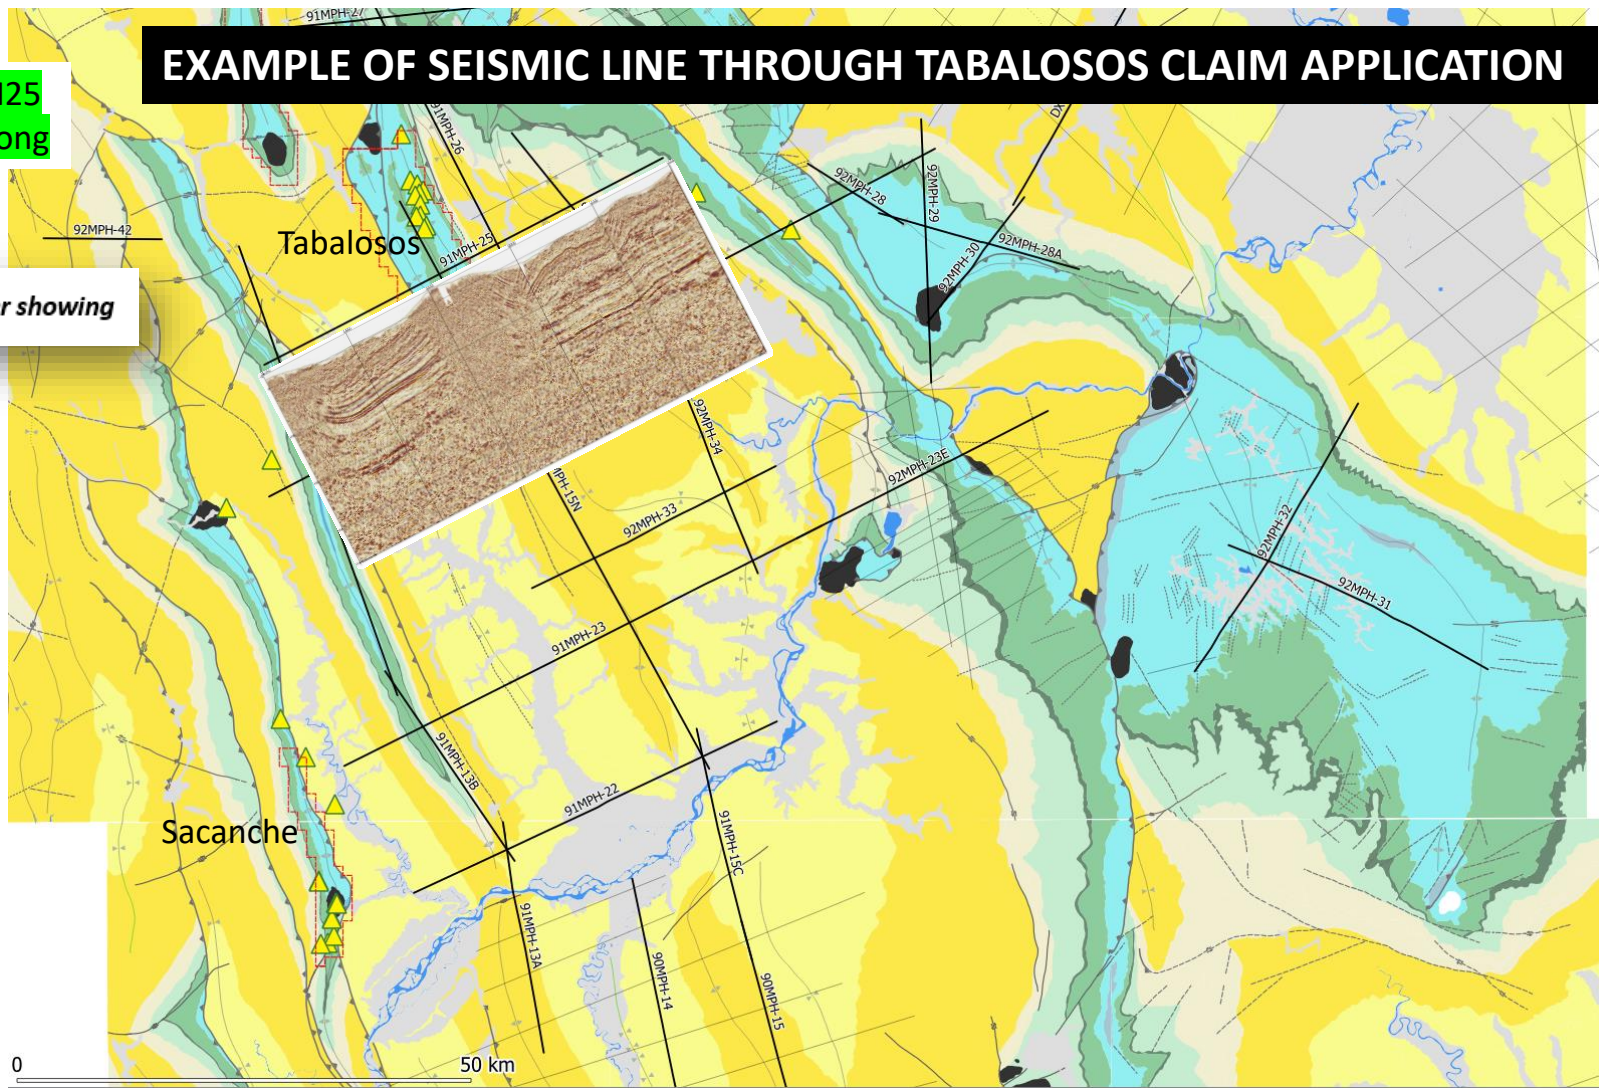 91MPH-27
EXAMPLE OF SEISMIC LINE THROUGH TABALOSOS CLAIM APPLICATION
ong
91MPH-26
92MPH-42
Tabalosos
91MPH-25
showing
92MPH-28
92MPH-29
92MPH-28A
92MPH-30
92MPH-34
92MPH-23E
92MPH-33
92MPH-32
92MPH-31
91MPH-23
91MPH-13B
91MPH-22
91MPH-15C
Sacanche
91MPH-13A
90MPH-14
90MPH-15
0
50 km